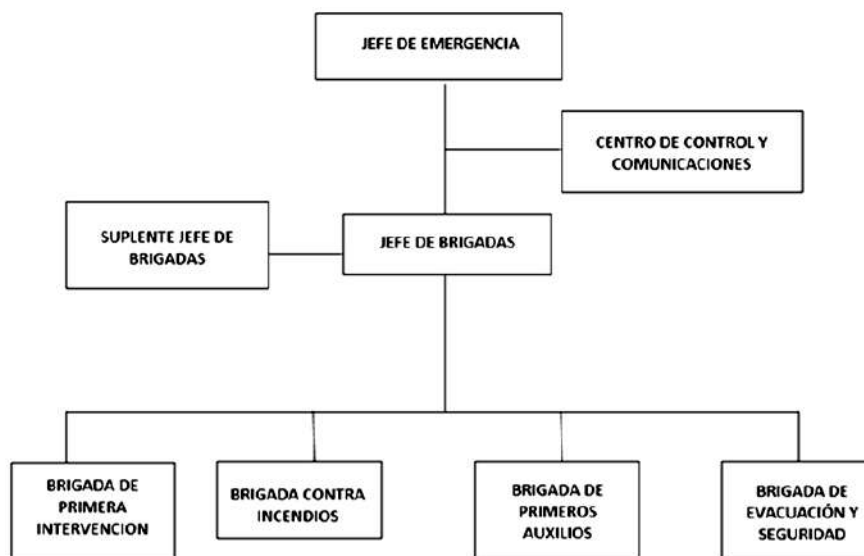 JEFE DE EMERGENCIA
CENTRO DE CONTROL Y
COMUNICACIONES
SUPLENTE JEFE DE
BRIGADAS
JEFE DE BRIGADAS
BRIGADA DE
PRIMERA
INTERVENCION
BRIGADA CONTRA
INCENDIOS
BRIGADA DE
PRIMEROS
AUXILIOS
BRIGADA DE
EVACUACIÓN Y
SEGURIDAD